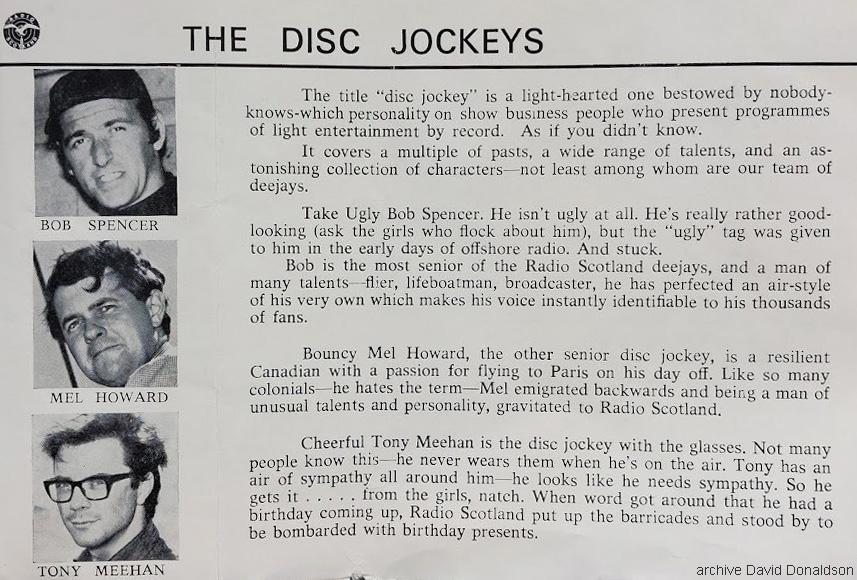 THE DISC JOCKEYS
The title "disc jockey" is a light-hearted one bestowed by nobody-
knows-which personality on show business people who present programmes
of light entertainment by record. As if you didn't know.
It covers a multiple of pasts, a wide range of talents, and an as-
tonishing collection of characters—not least among whom are our team of
deejays.
BOB SPENCER
Take Ugly Bob Spencer. He isn't ugly at all. He's really rather good-
looking (ask the girls who flock about him), but the "ugly" tag was given
to him in the early days of offshore radio. And stuck.
Bob is the most senior of the Radio Scotland deejays, and a man of
many talents—flier, lifeboatman, broadcaster, he has perfected an air-style
of his very own which makes his voice instantly identifiable to his thousands
of fans.
MEL HOWARD
Bouncy Mel Howard, the other senior disc jockey, is a resilient
Canadian with a passion for flying to Paris on his day off. Like so many
colonials—he hates the term—Mel emigrated backwards and being a man of
unusual talents and personality, gravitated to Radio Scotland.
TONY MEEHAN
Cheerful Tony Meehan is the disc jockey with the glasses. Not many
people know this—he never wears them when he's on the air. Tony has an
air of sympathy all around him—he looks like he needs sympathy. So he
gets it . . . . . from the girls, natch. When word got around that he had a
birthday coming up, Radio Scotland put up the barricades and stood by to
be bombarded with birthday presents.
archive David Donaldson